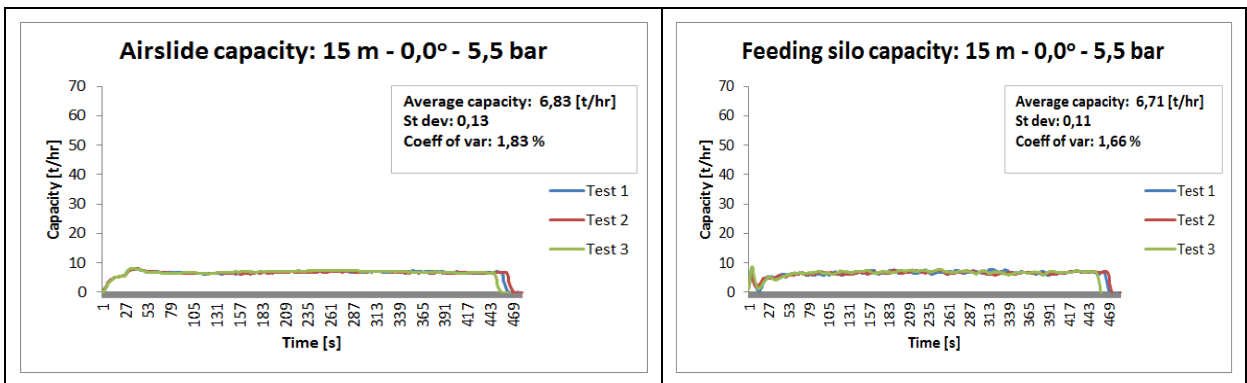 Airslide capacity: 15 m - 0,0° - 5,5 bar
Capacity [t/hr]
70
60
50
40
30
20
10
0
Average capacity: 6,83 [t/hr]
St dev: 0,13
Coeff of var: 1,83 %
Test 1
Test 2
Test 3
1 27 53 79 105 131 157 183 209 235 261 287 313 339 365 391 417 443 469
Time [s]
Feeding silo capacity: 15 m - 0,0° - 5,5 bar
Capacity [t/hr]
70
60
50
40
30
20
10
0
Average capacity: 6,71 [t/hr]
St dev: 0,11
Coeff of var: 1,66 %
Test 1
Test 2
Test 3
1 27 53 79 105 131 157 183 209 235 261 287 313 339 365 391 417 443 469
Time [s]